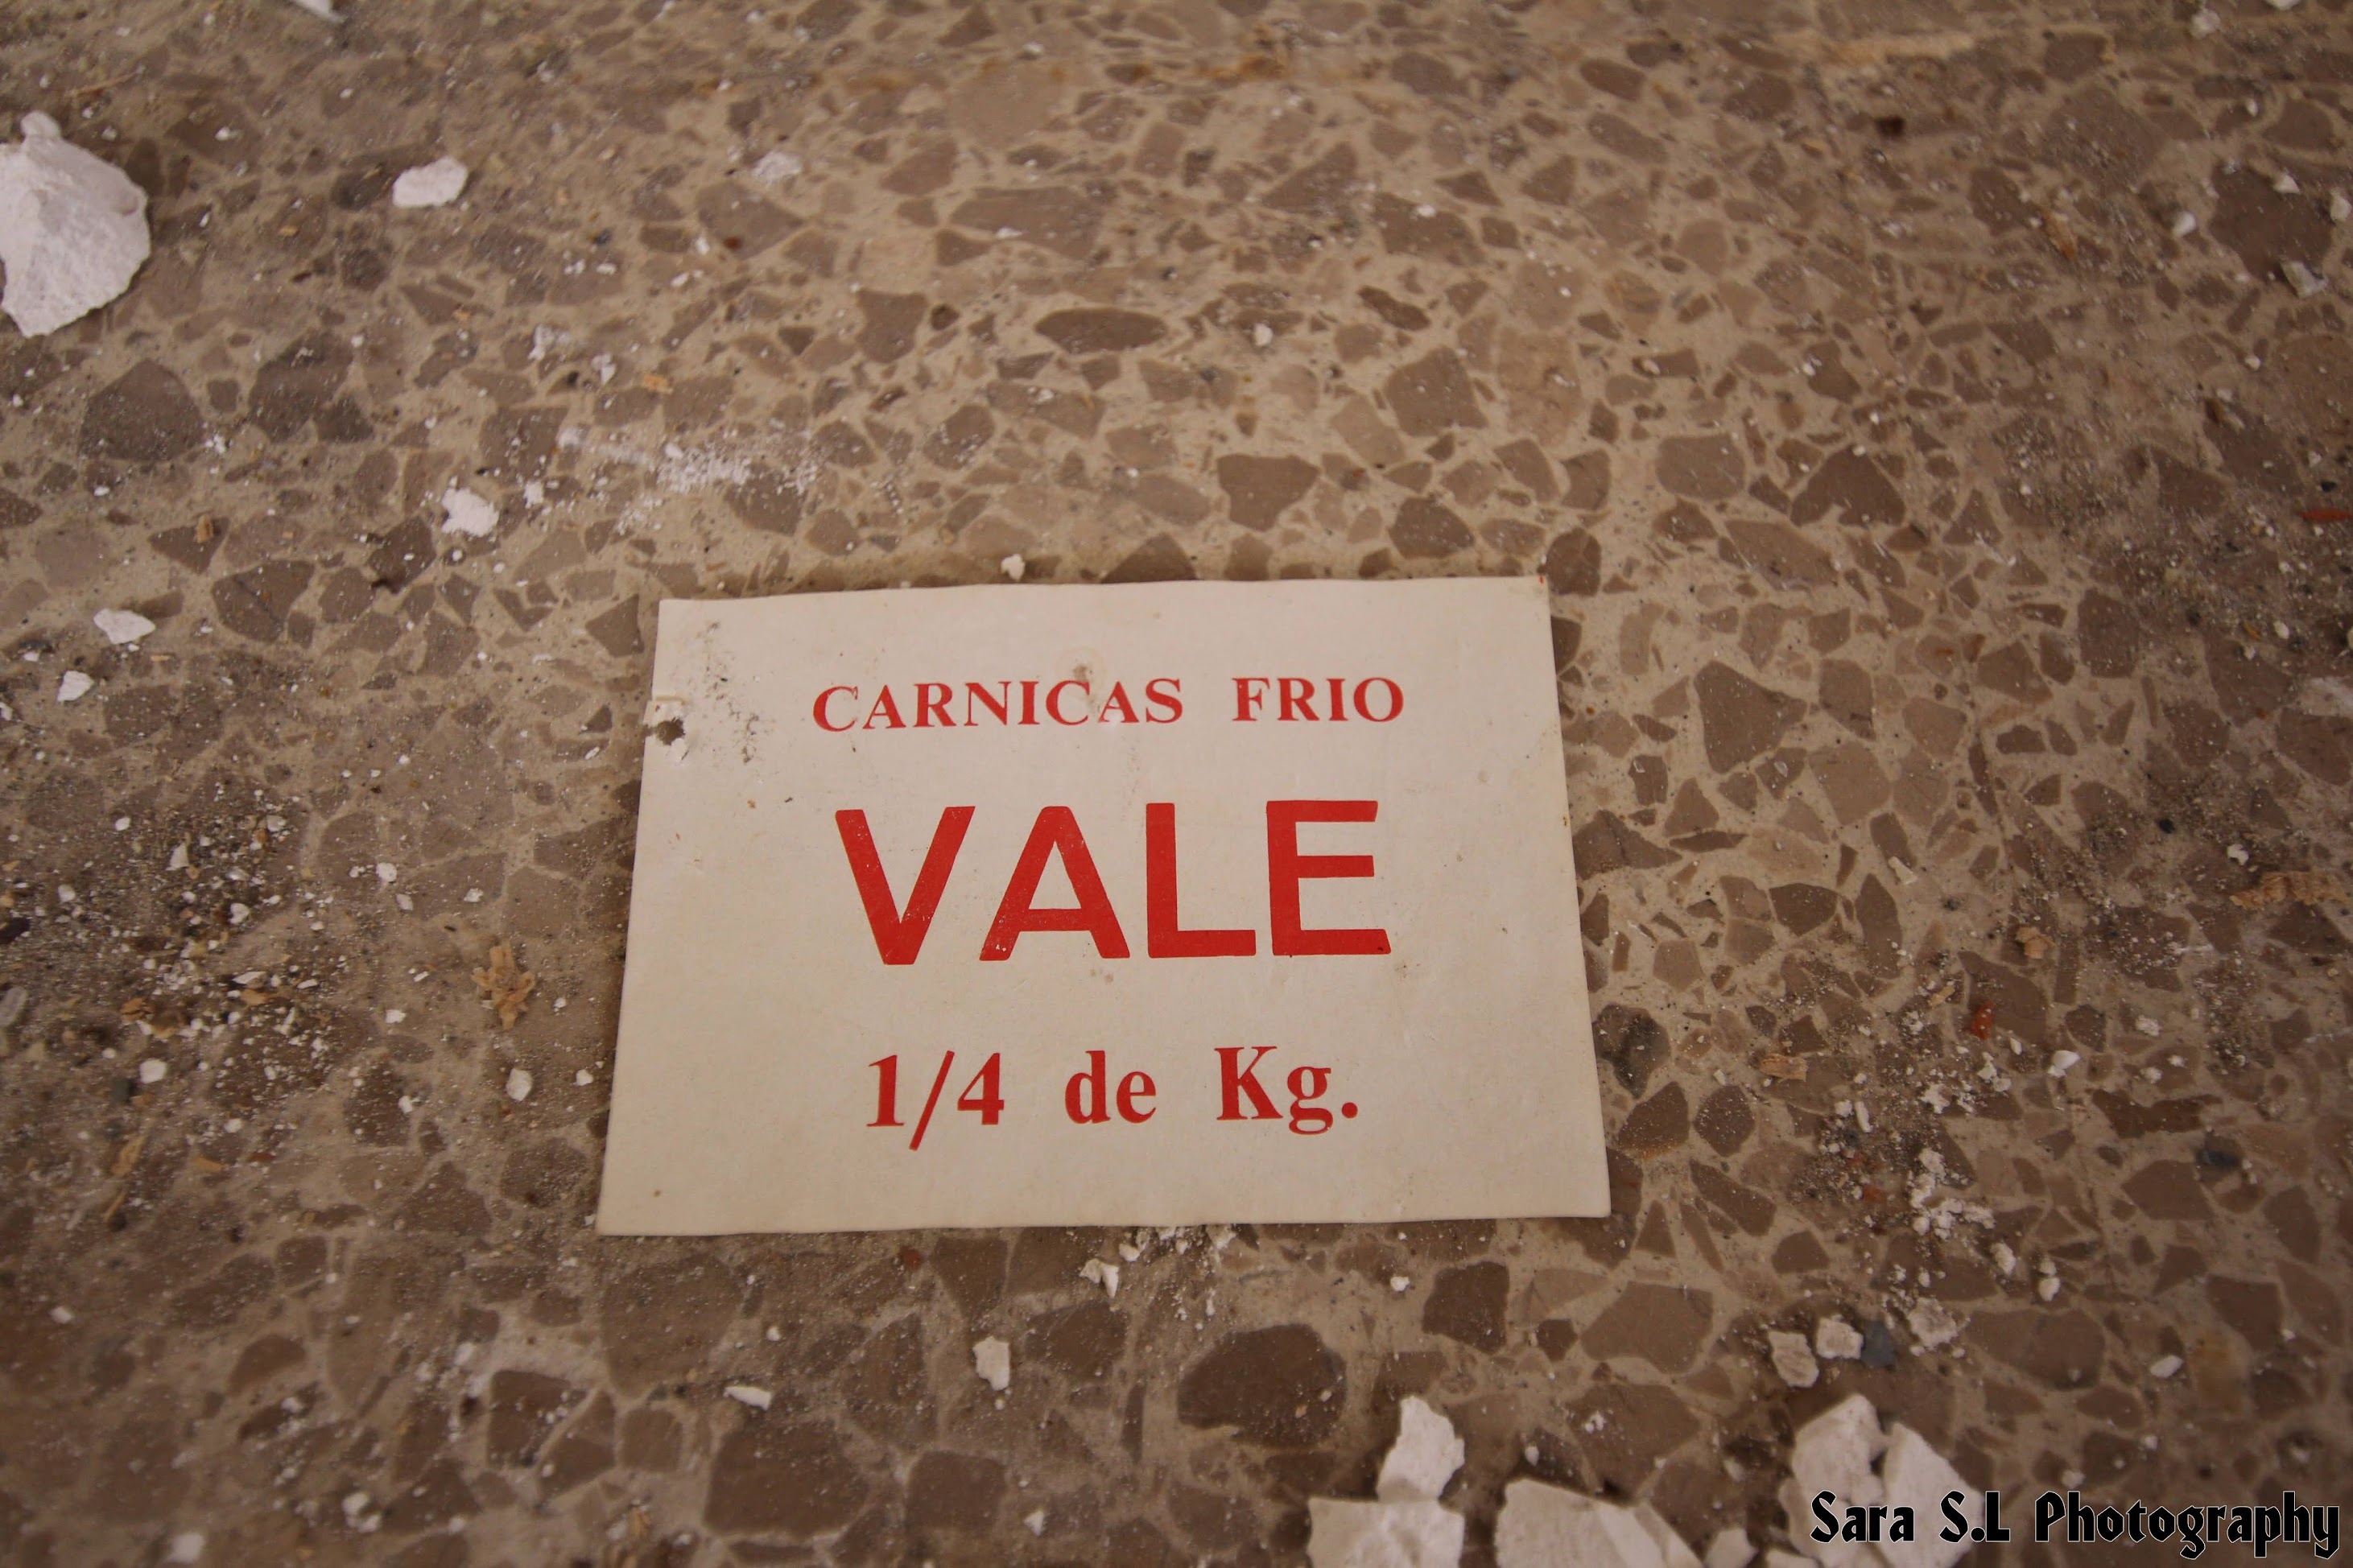 CARNICAS FRIO
VALE
1/4 de Kg.
Sara S.L Photography